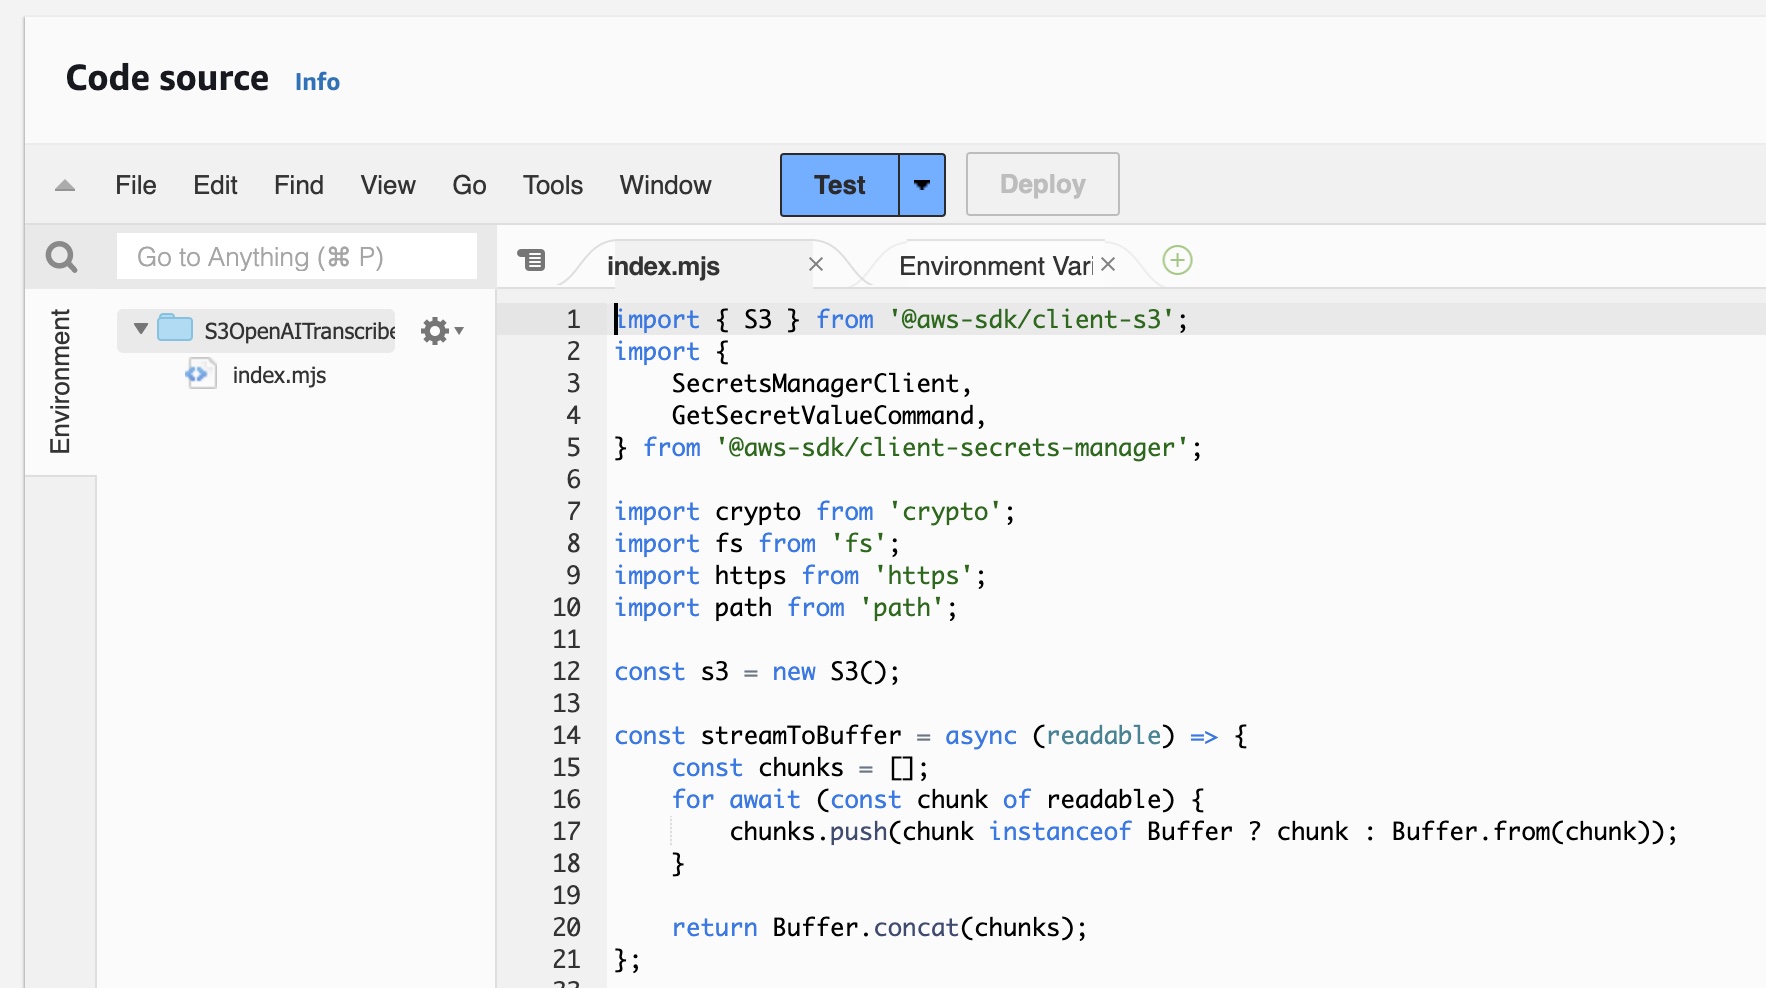 Code source Info
File Edit Find View Go Tools Window Test Deploy
Go to Anything (⌘ P)
index.mjs
Environment Vari
Environment
S3OpenAITranscribe
index.mjs
1 import { S3 } from '@aws-sdk/client-s3';
2 import {
3     SecretsManagerClient,
4     GetSecretValueCommand,
5 } from '@aws-sdk/client-secrets-manager';
6
7 import crypto from 'crypto';
8 import fs from 'fs';
9 import https from 'https';
10 import path from 'path';
11
12 const s3 = new S3();
13
14 const streamToBuffer = async (readable) => {
15     const chunks = [];
16     for await (const chunk of readable) {
17         chunks.push(chunk instanceof Buffer ? chunk : Buffer.from(chunk));
18     }
19
20     return Buffer.concat(chunks);
21 };